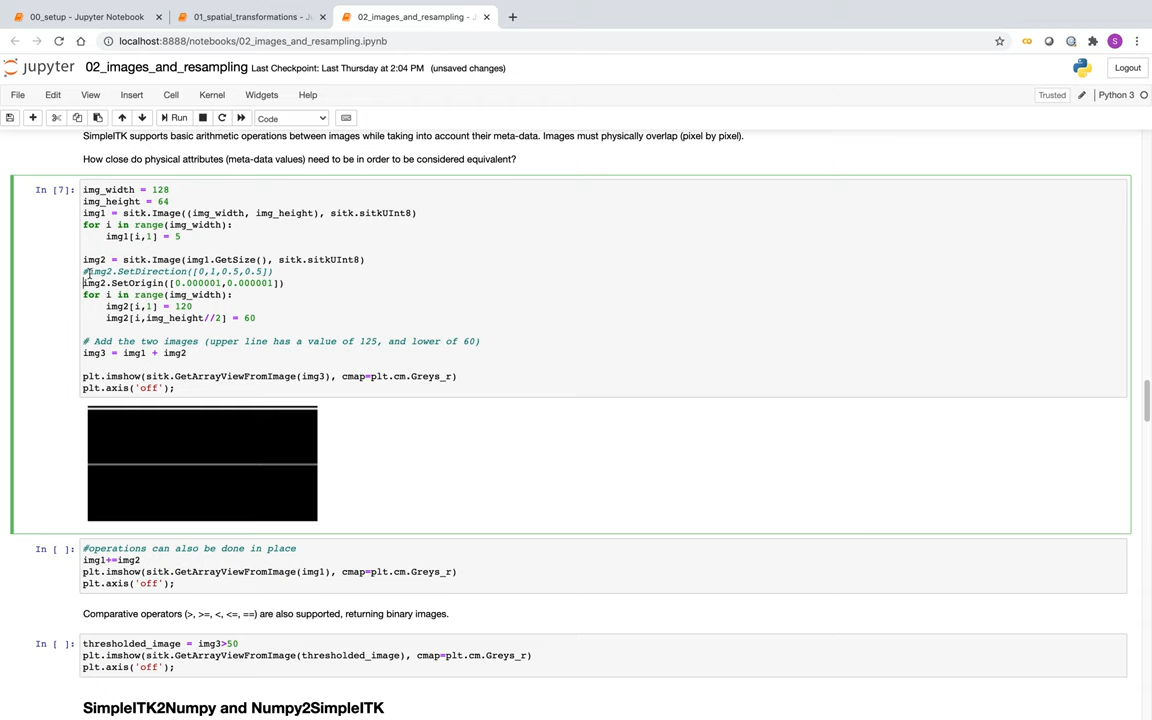 00_setup - Jupyter Notebook
01_spatial_transformations - Ju
02_images_and_resampling - J
localhost:8888/notebooks/02_images_and_resampling.ipynb
S
jupyter 02_images_and_resampling Last Checkpoint: Last Thursday at 2:04 PM (unsaved changes)
Logout
File Edit View Insert Cell Kernel Widgets Help
Trusted Python 3
Run Code
SimpleITK supports basic arithmetic operations between images while taking into account their meta-data. Images must physically overlap (pixel by pixel).
How close do physical attributes (meta-data values) need to be in order to be considered equivalent?
In [7]: img_width = 128
img_height = 64
img1 = sitk.Image((img_width, img_height), sitk.sitkUInt8)
for i in range(img_width):
    img1[i,1] = 5
img2 = sitk.Image(img1.GetSize(), sitk.sitkUInt8)
#img2.SetDirection([0,1,0.5,0.5])
img2.SetOrigin([0.000001,0.000001])
for i in range(img_width):
    img2[i,1] = 120
    img2[i,img_height//2] = 60
# Add the two images (upper line has a value of 125, and lower of 60)
img3 = img1 + img2
plt.imshow(sitk.GetArrayViewFromImage(img3), cmap=plt.cm.Greys_r)
plt.axis('off');
In [ ]: #operations can also be done in place
img1+=img2
plt.imshow(sitk.GetArrayViewFromImage(img1), cmap=plt.cm.Greys_r)
plt.axis('off');
Comparative operators (>, >=, <, <=, ==) are also supported, returning binary images.
In [ ]: thresholded_image = img3>50
plt.imshow(sitk.GetArrayViewFromImage(thresholded_image), cmap=plt.cm.Greys_r)
plt.axis('off');
SimpleITK2Numpy and Numpy2SimpleITK